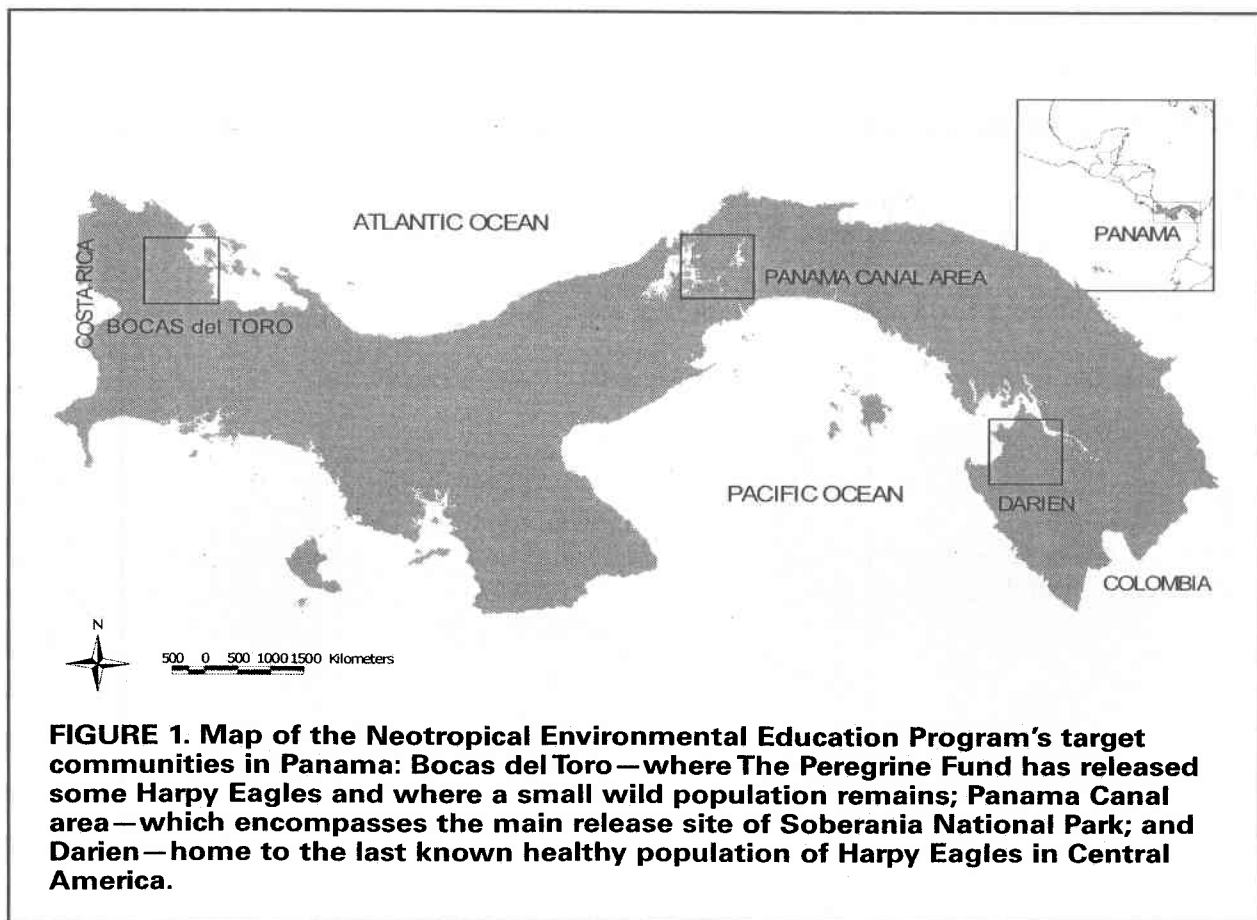 ATLANTIC OCEAN
PANAMA
COSTA RICA
PANAMA CANAL AREA
BOCAS del TORO
PACIFIC OCEAN
DARIEN
COLOMBIA
N
500 0 500 1000 1500 Kilometers
FIGURE 1. Map of the Neotropical Environmental Education Program's target
communities in Panama: Bocas del Toro—where The Peregrine Fund has released
some Harpy Eagles and where a small wild population remains; Panama Canal
area—which encompasses the main release site of Soberania National Park; and
Darien—home to the last known healthy population of Harpy Eagles in Central
America.